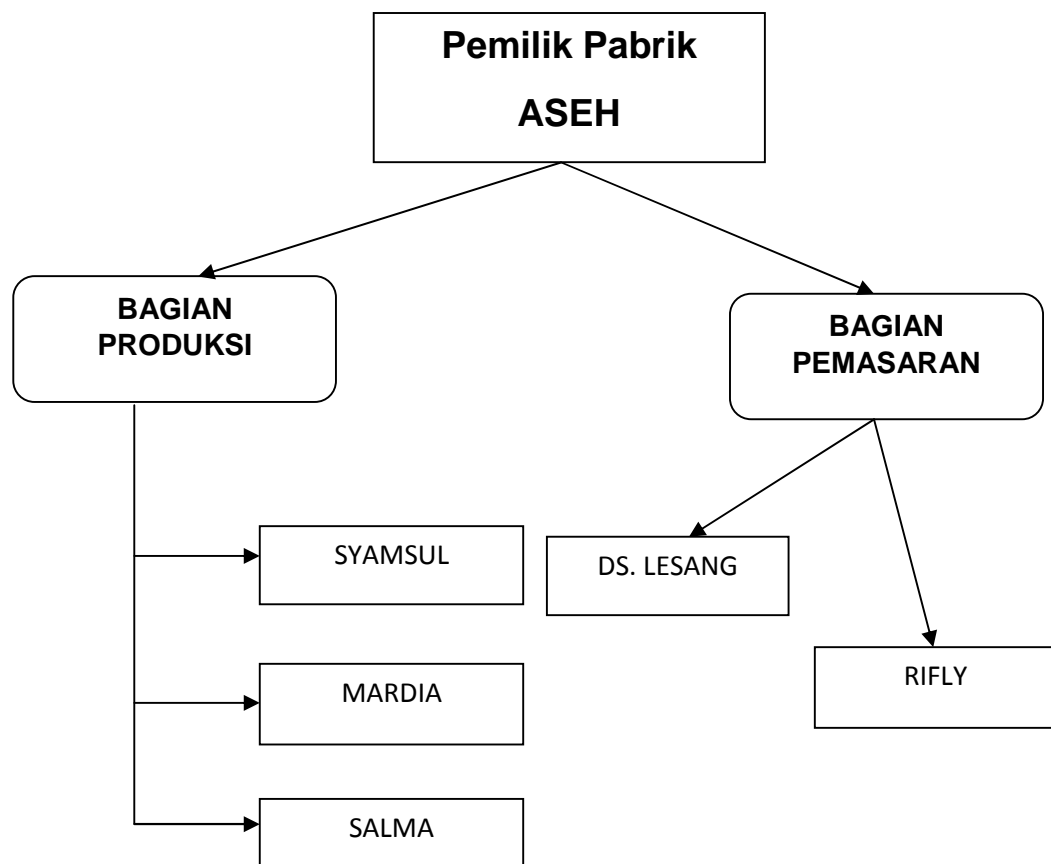 Pemilik Pabrik
ASEH
BAGIAN
PRODUKSI
BAGIAN
PEMASARAN
SYAMSUL
DS. LESANG
MARDIA
RIFLY
SALMA